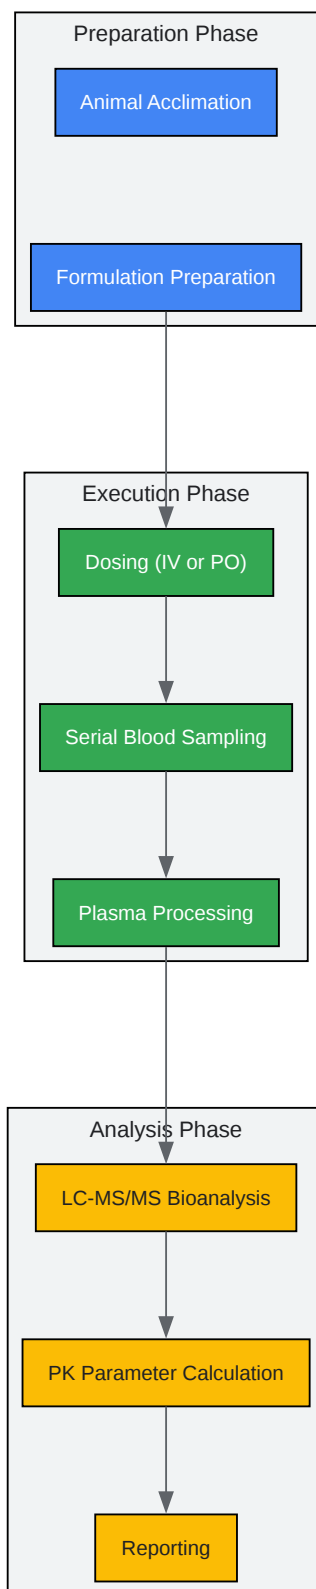 Preparation Phase
Animal Acclimation
Formulation Preparation
Execution Phase
Dosing (IV or PO)
Serial Blood Sampling
Plasma Processing
Analysis Phase
LC-MS/MS Bioanalysis
PK Parameter Calculation
Reporting